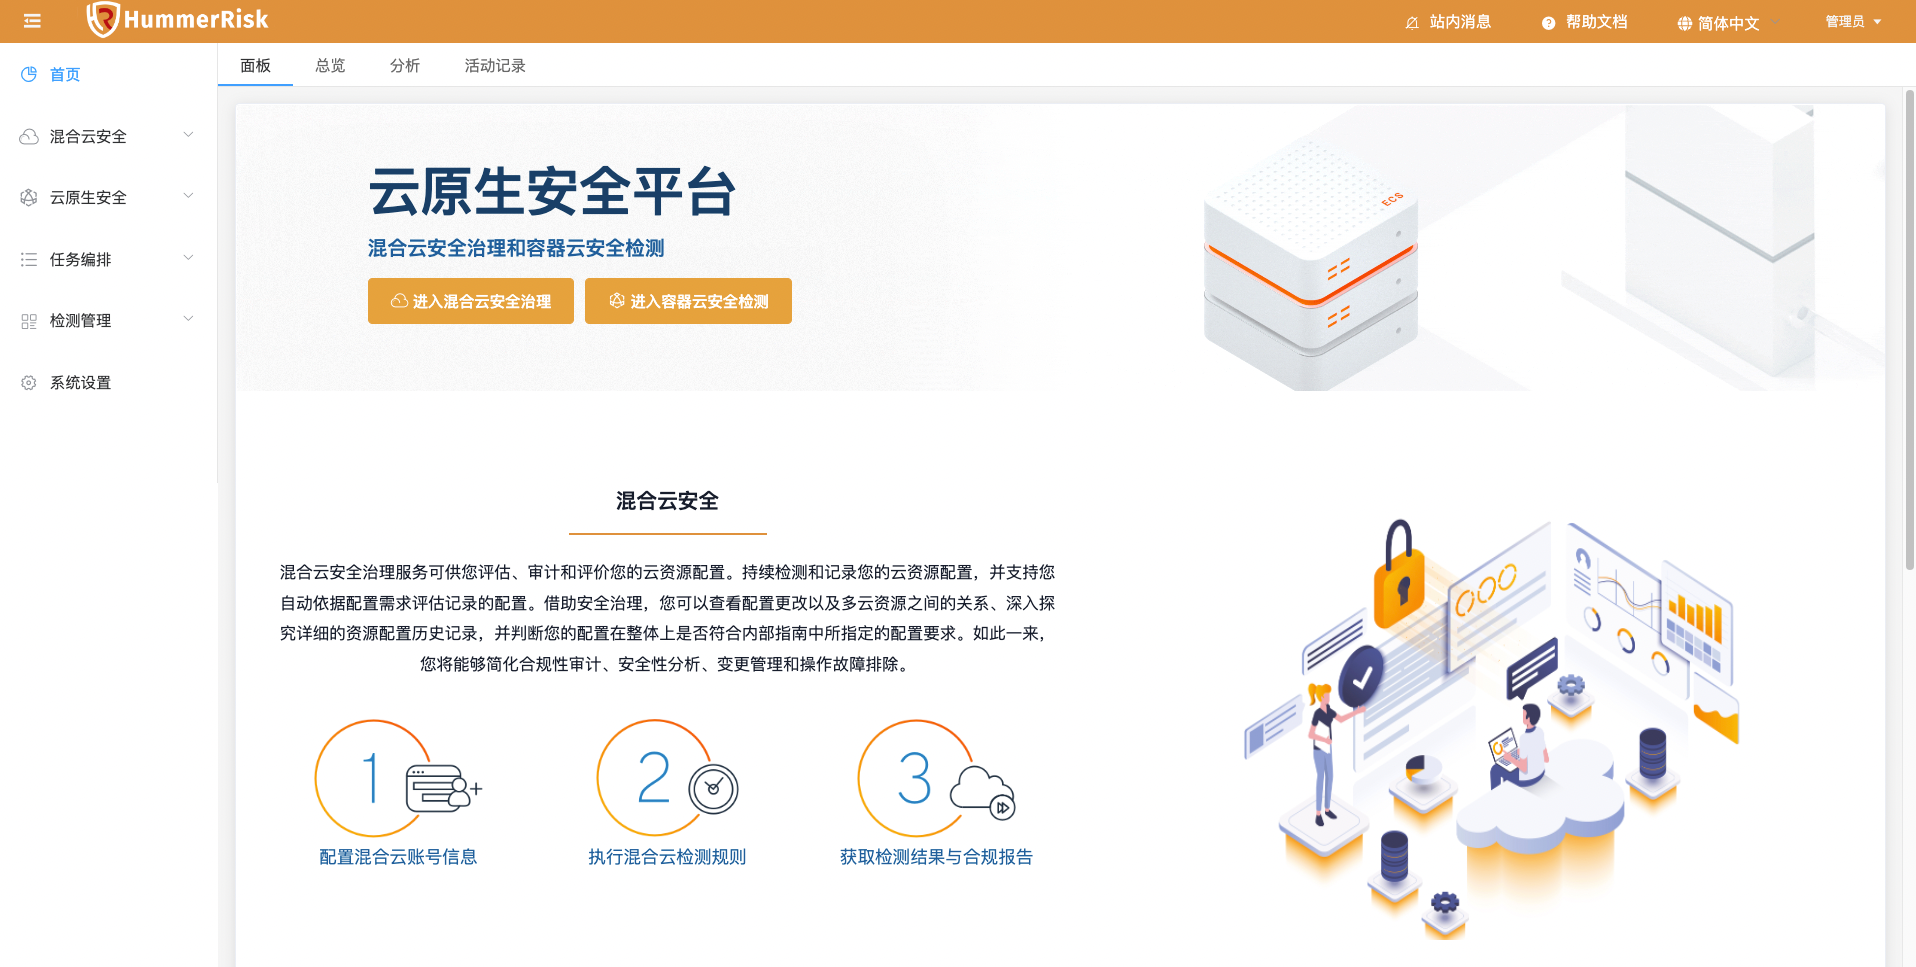 HummerRisk
站内消息
帮助文档
简体中文
管理员
首页
混合云安全
云原生安全
任务编排
检测管理
系统设置
面板
总览
分析
活动记录
云原生安全平台
混合云安全治理和容器云安全检测
进入混合云安全治理
进入容器云安全检测
ECS
混合云安全
混合云安全治理服务可供您评估、审计和评价您的云资源配置。持续检测和记录您的云资源配置，并支持您
自动依据配置需求评估记录的配置。借助安全治理，您可以查看配置更改以及多云资源之间的关系、深入探
究详细的资源配置历史记录，并判断您的配置在整体上是否符合内部指南中所指定的配置要求。如此一来，
您将能够简化合规性审计、安全性分析、变更管理和操作故障排除。
1
2
3
配置混合云账号信息
执行混合云检测规则
获取检测结果与合规报告